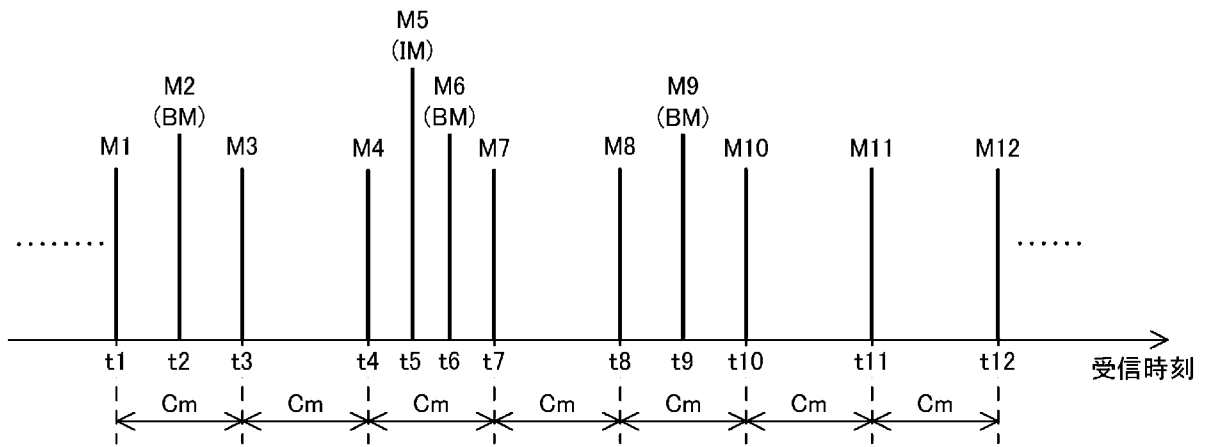 M5
(IM)
M2
(BM)
M6
(BM)
M9
(BM)
M1
M3
M4
M7
M8
M10
M11
M12
........
......
t1
t2
t3
t4
t5
t6
t7
t8
t9
t10
t11
t12
受信時刻
Cm
Cm
Cm
Cm
Cm
Cm
Cm